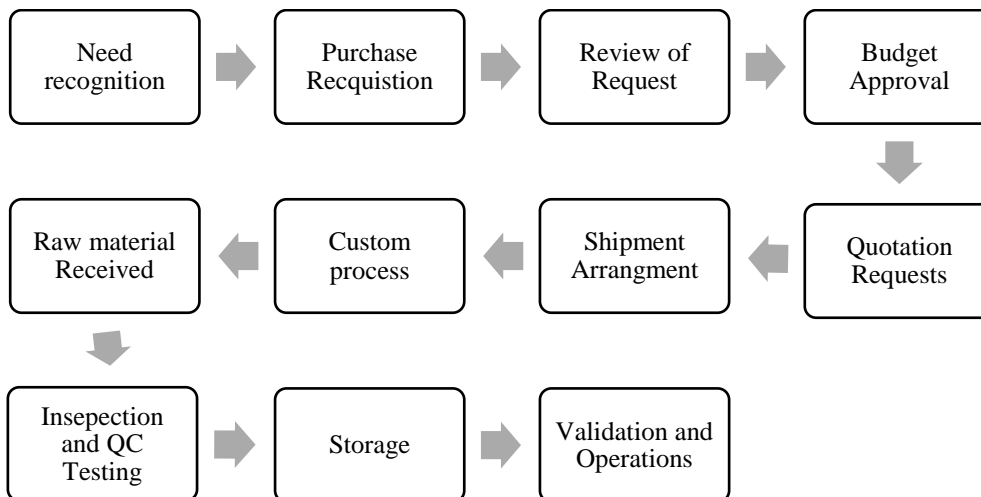 Need
recognition
Purchase
Recquistion
Review of
Request
Budget
Approval
Quotation
Requests
Shipment
Arrangment
Custom
process
Raw material
Received
Insepection
and QC
Testing
Storage
Validation and
Operations